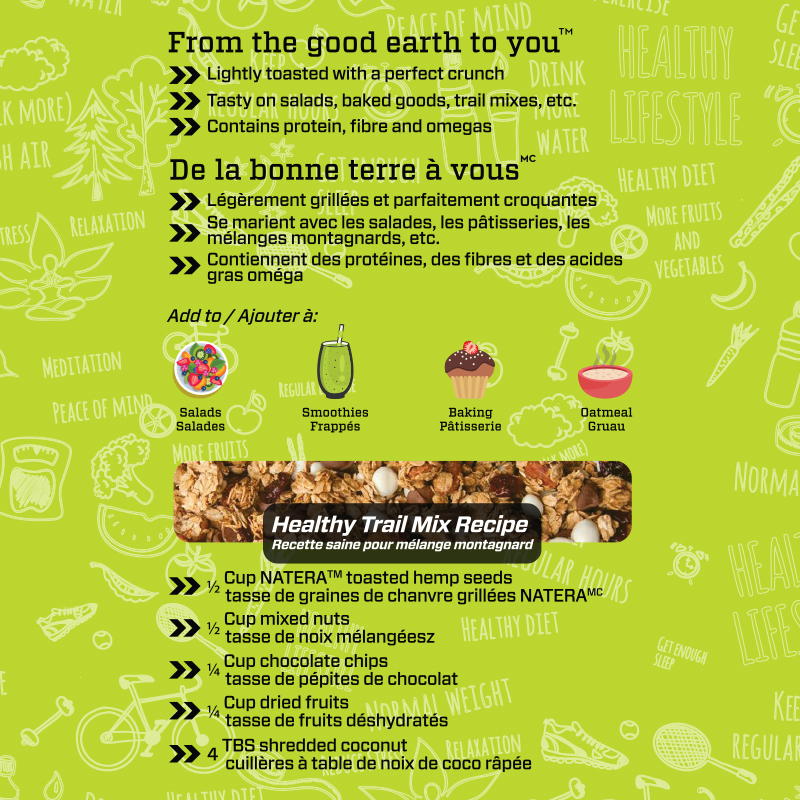 From the good earth to you™
Lightly toasted with a perfect crunch
Tasty on salads, baked goods, trail mixes, etc.
Contains protein, fibre and omegas
De la bonne terre à vous MC
Légèrement grillées et parfaitement croquantes
Se marient avec les salades, les pâtisseries, les
mélanges montagnards, etc.
Contiennent des protéines, des fibres et des acides
gras oméga
Add to / Ajouter à:
Salads
Salades
Smoothies
Frappés
Baking
Pâtisserie
Oatmeal
Gruau
Healthy Trail Mix Recipe
Recette saine pour mélange montagnard
½ Cup NATERA™ toasted hemp seeds
tasse de graines de chanvre grillées NATERA MC
½ Cup mixed nuts
tasse de noix mélangéesz
¼ Cup chocolate chips
tasse de pépites de chocolat
¼ Cup dried fruits
tasse de fruits déshydratés
4 TBS shredded coconut
cuillères à table de noix de coco râpée
PEACE OF MIND
DRINK
MORE
WATER
HEALTHY
LIFESTYLE
HEALTHY DIET
MORE FRUITS
AND
VEGETABLES
RELAXATION
MEDITATION
PEACE OF MIND
MORE FRUITS
HEALTHY DIET
GET ENOUGH
SLEEP
NORMAL WEIGHT
RELAXATION